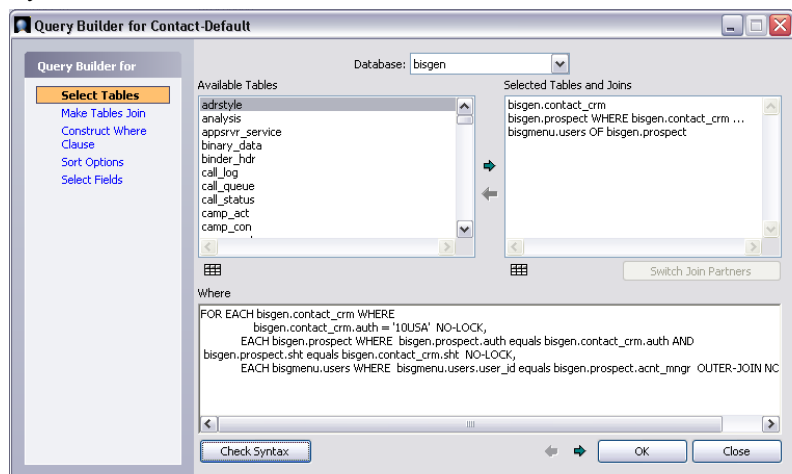 Query Builder for Contact-Default
Query Builder for
Select Tables
Make Tables Join
Construct Where
Clause
Sort Options
Select Fields
Database: bisgen
Available Tables
adrstyle
analysis
appsrvr_service
binary_data
binder_hdr
call_log
call_queue
call_status
camp_act
camp_con
Selected Tables and Joins
bisgen.contact_crm
bisgen.prospect WHERE bisgen.contact_crm ...
bisgmenu.users OF bisgen.prospect
Switch Join Partners
Where
FOR EACH bisgen.contact_crm WHERE
bisgen.contact_crm.auth = '10USA' NO-LOCK,
EACH bisgen.prospect WHERE bisgen.prospect.auth equals bisgen.contact_crm.auth AND
bisgen.prospect.sht equals bisgen.contact_crm.sht NO-LOCK,
EACH bisgmenu.users WHERE bisgmenu.users.user_id equals bisgen.prospect.acnt_mngr OUTER-JOIN NO
Check Syntax
OK
Close